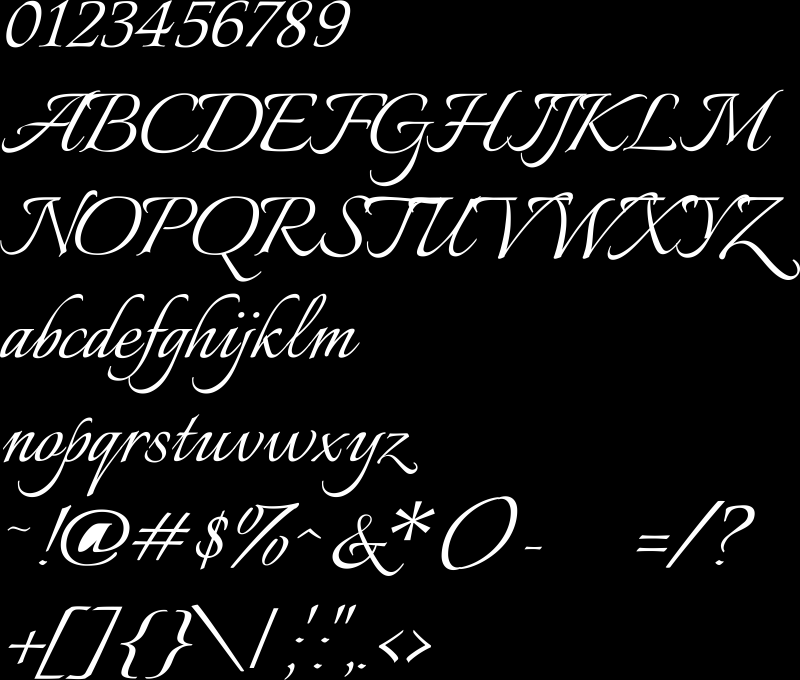 0123456789
ABCDEFGHIJKLM
NOPQRSTUVWXYZ
abcdefghijklm
nopqrstuvwxyz
~!@#$%^&*()- =/?
+[]{}\|;':",.<>